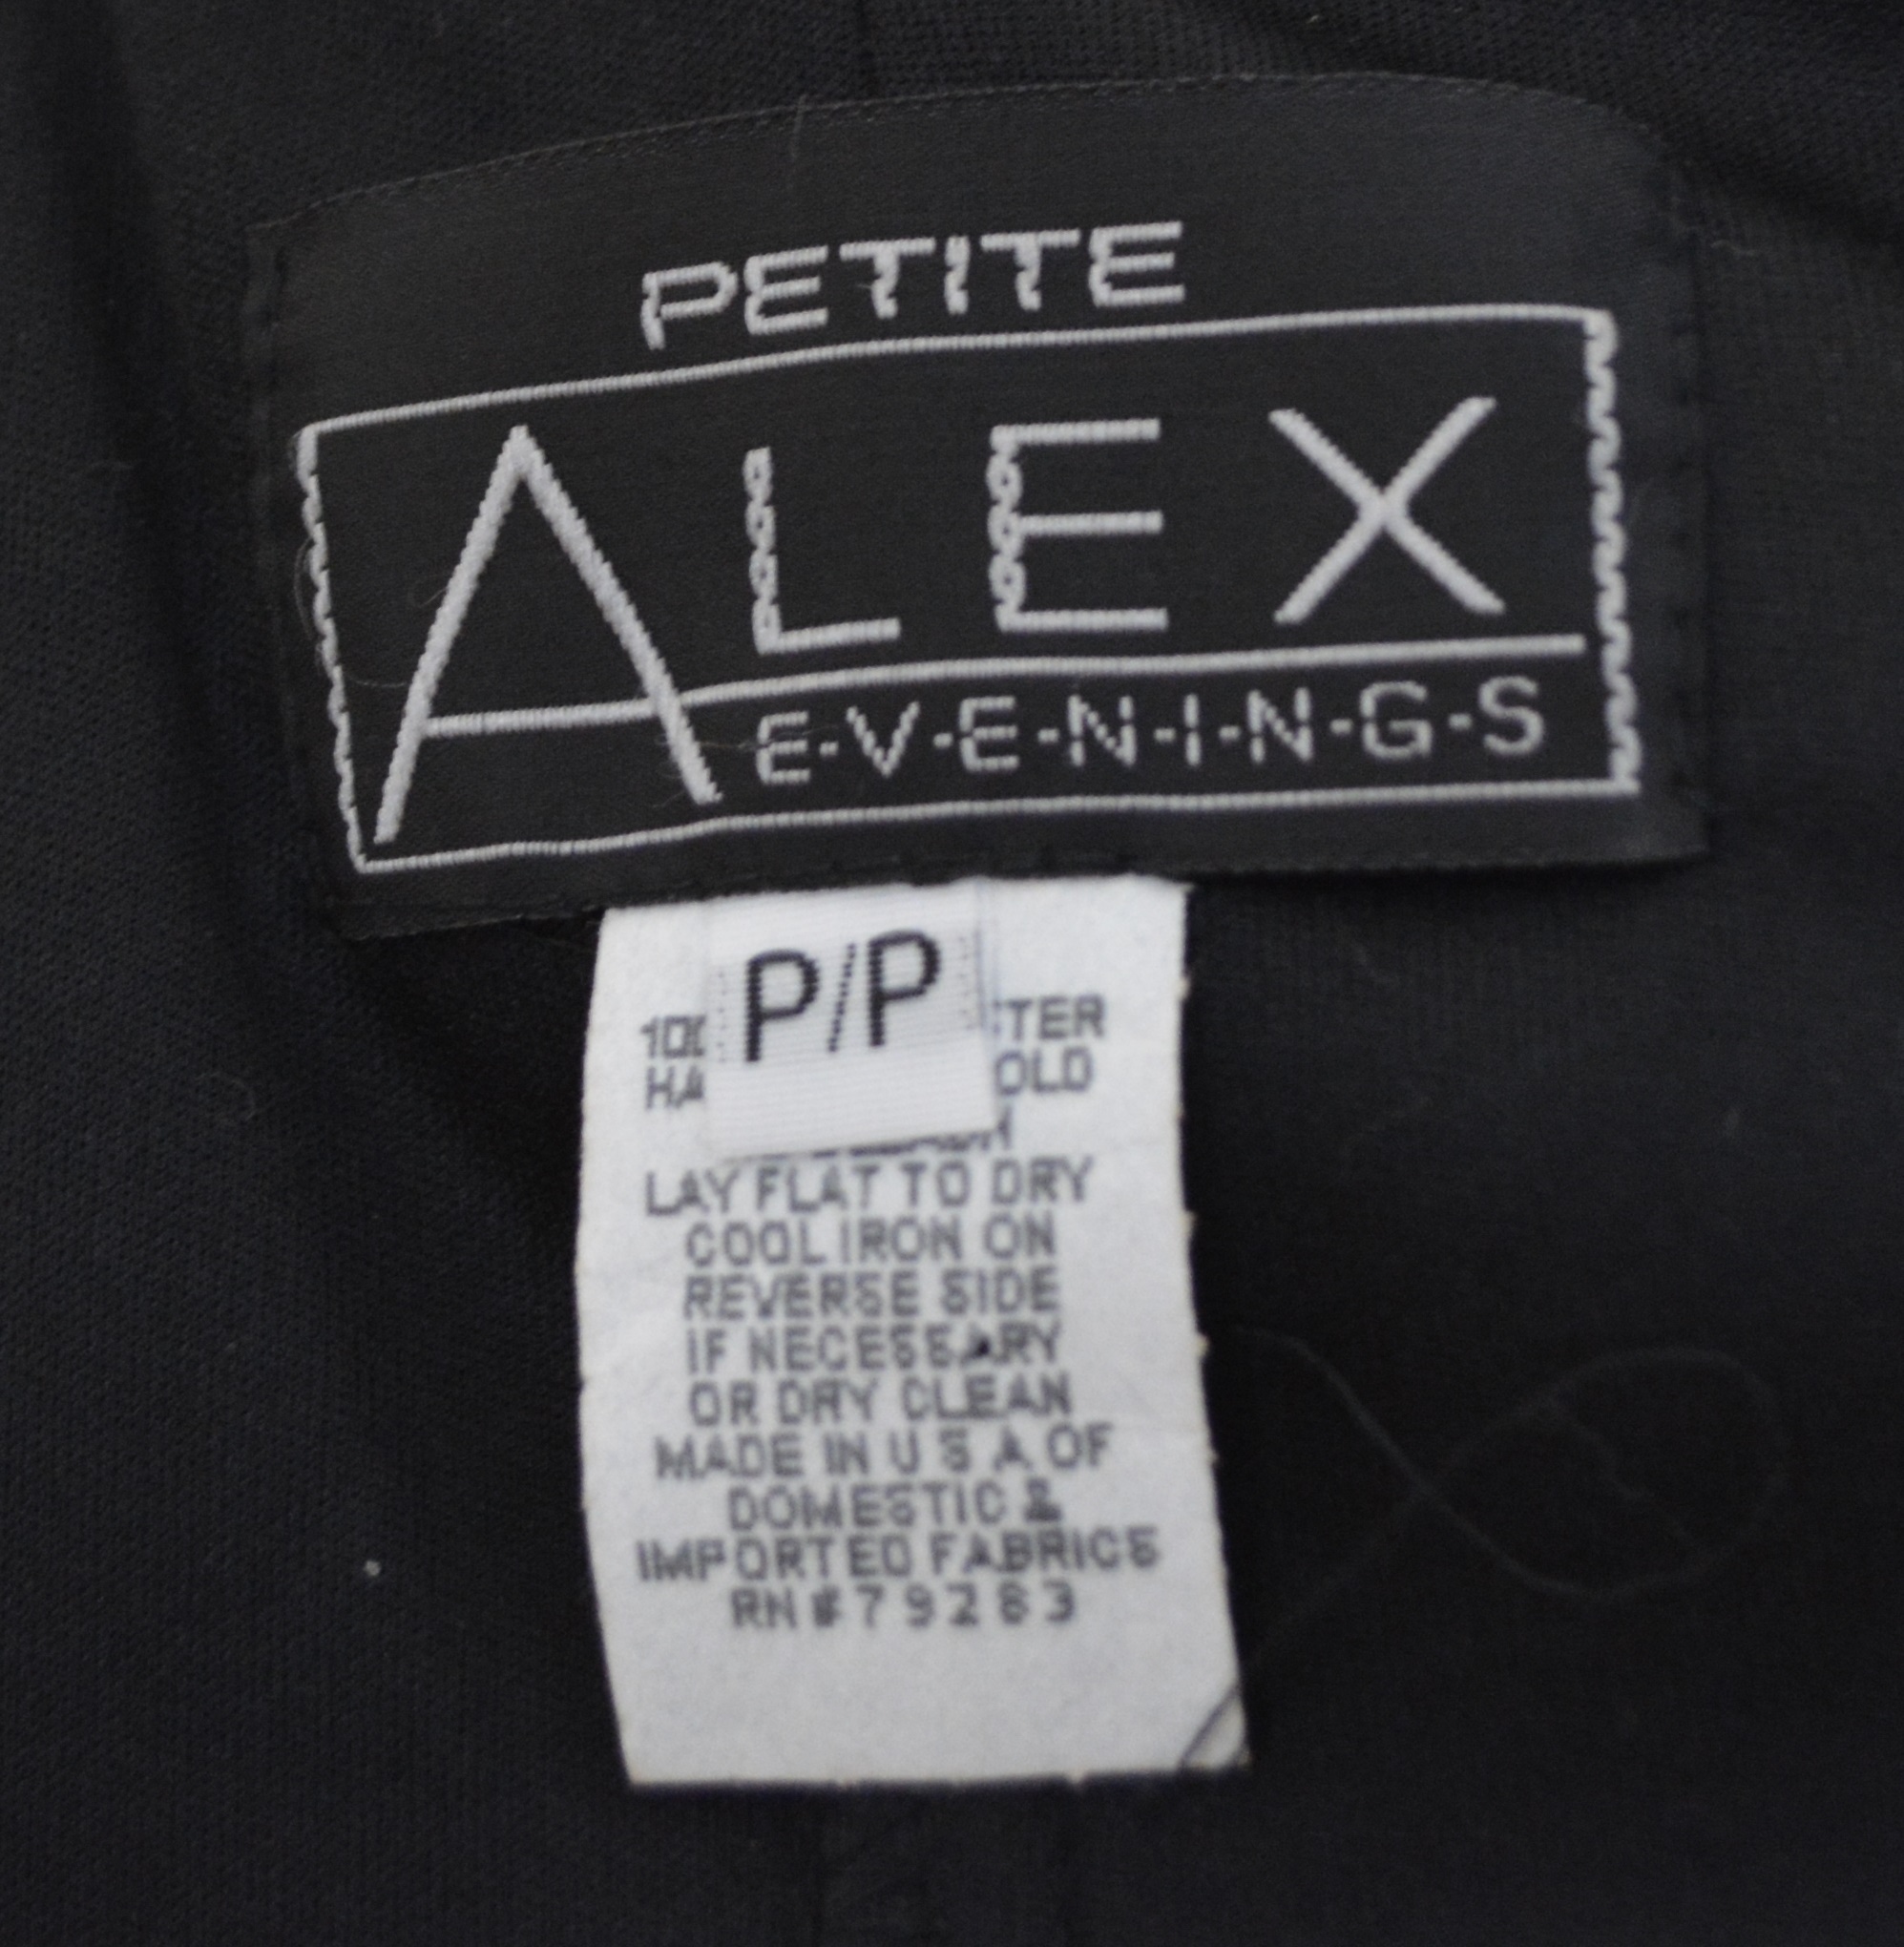 PETITE
ALEX
E-V-E-N-I-N-G-S
P/P
LAY FLAT TO DRY
COOL IRON ON
REVERSE SIDE
IF NECESSARY
OR DRY CLEAN
MADE IN U S A OF
DOMESTIC &
IMPORTED FABRICS
RN # 79263